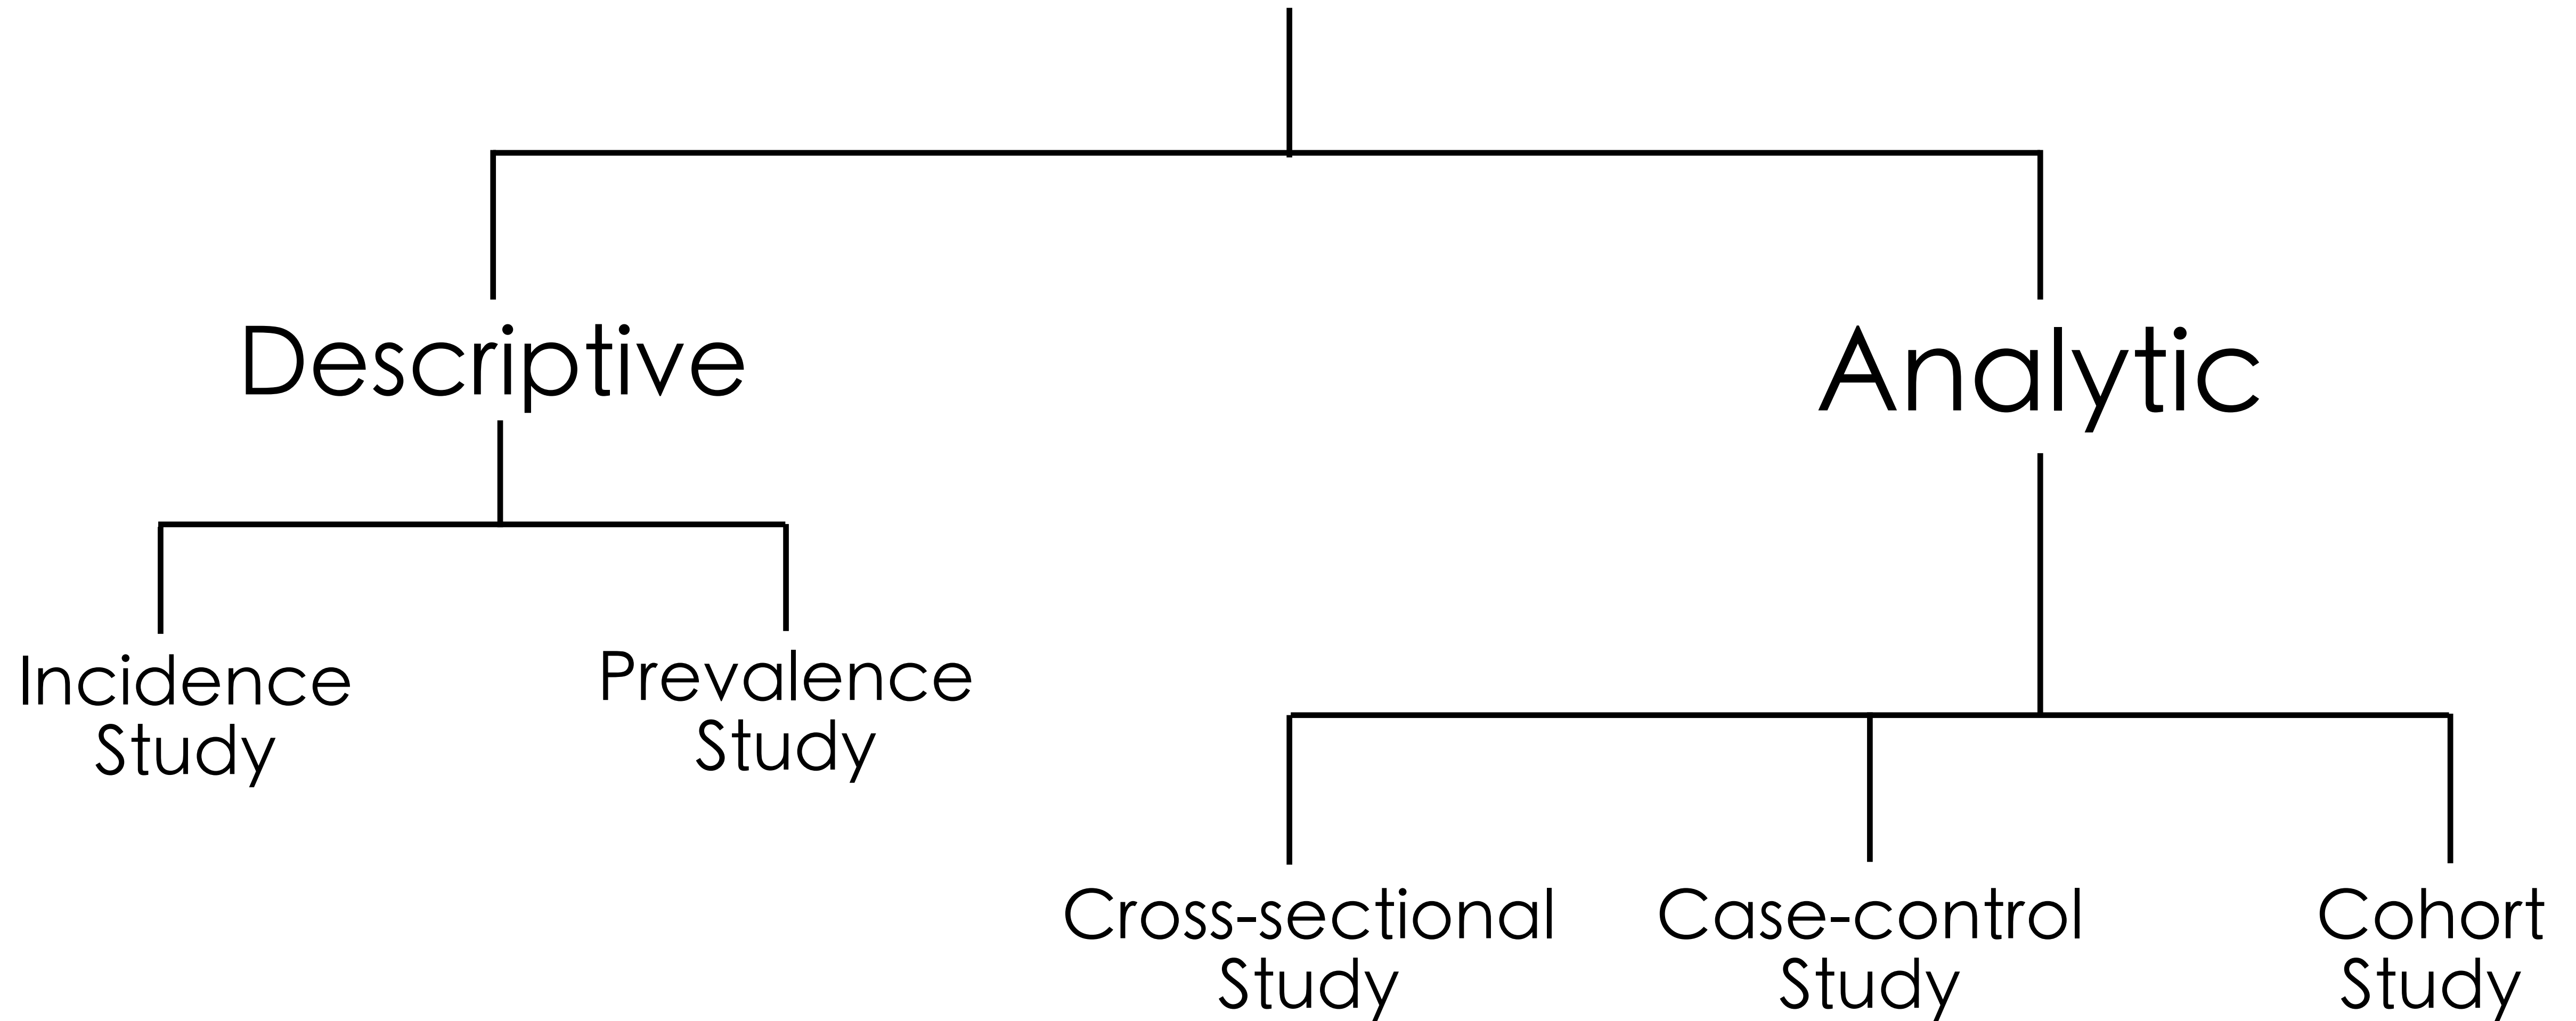 Descriptive
Analytic
Incidence
Study
Prevalence
Study
Cross-sectional
Study
Case-control
Study
Cohort
Study